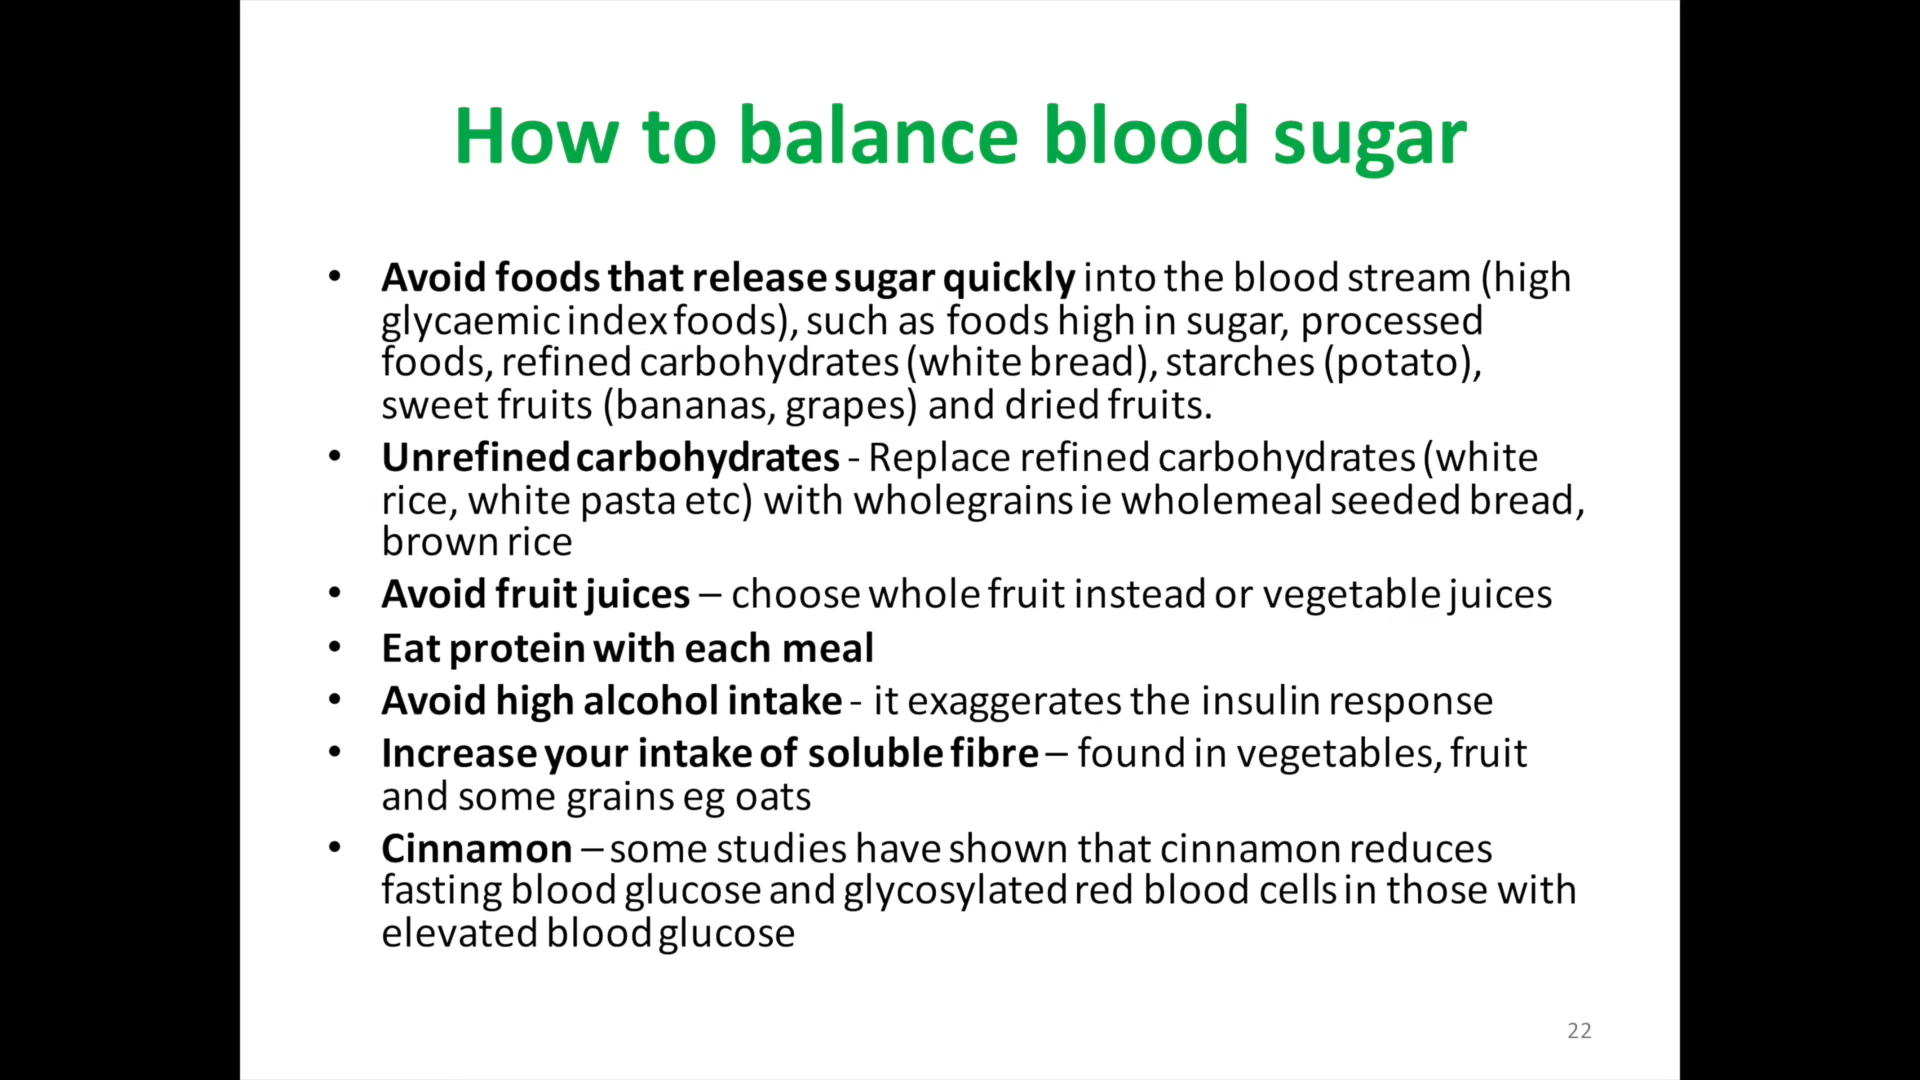 How to balance blood sugar
• Avoid foods that release sugar quickly into the blood stream (high
glycaemic index foods), such as foods high in sugar, processed
foods, refined carbohydrates (white bread), starches (potato),
sweet fruits (bananas, grapes) and dried fruits.
• Unrefined carbohydrates - Replace refined carbohydrates (white
rice, white pasta etc) with wholegrains ie wholemeal seeded bread,
brown rice
• Avoid fruit juices – choose whole fruit instead or vegetable juices
• Eat protein with each meal
• Avoid high alcohol intake - it exaggerates the insulin response
• Increase your intake of soluble fibre – found in vegetables, fruit
and some grains eg oats
• Cinnamon – some studies have shown that cinnamon reduces
fasting blood glucose and glycosylated red blood cells in those with
elevated blood glucose
22